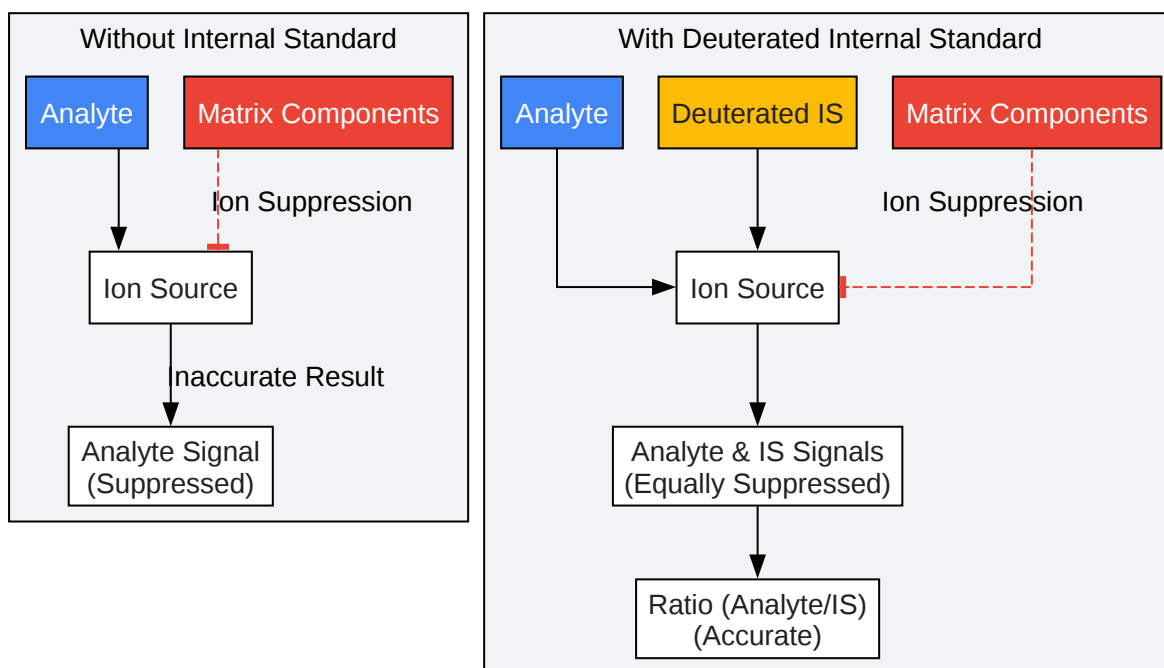 Without Internal Standard
Analyte
Matrix Components
Ion Suppression
Ion Source
Inaccurate Result
Analyte Signal
(Suppressed)
With Deuterated Internal Standard
Analyte
Deuterated IS
Matrix Components
Ion Suppression
Ion Source
Analyte & IS Signals
(Equally Suppressed)
Ratio (Analyte/IS)
(Accurate)